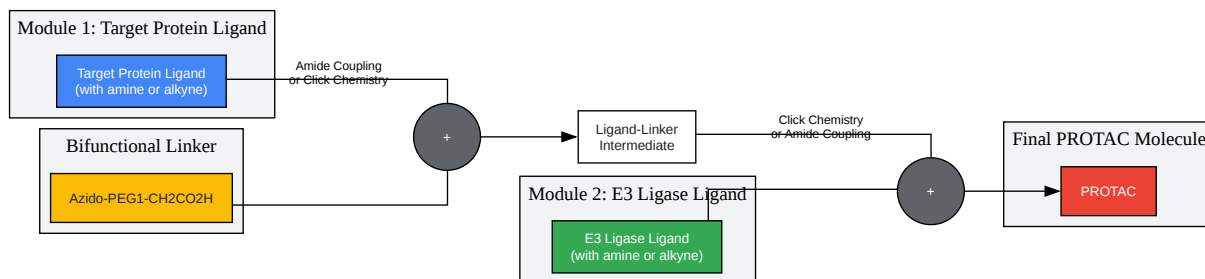 Module 1: Target Protein Ligand
Target Protein Ligand
(with amine or alkyne)
Amide Coupling
or Click Chemistry
Bifunctional Linker
Azido-PEG1-CH2CO2H
+
Ligand-Linker
Intermediate
Click Chemistry
or Amide Coupling
Module 2: E3 Ligase Ligand
E3 Ligase Ligand
(with amine or alkyne)
+
Final PROTAC Molecule
PROTAC